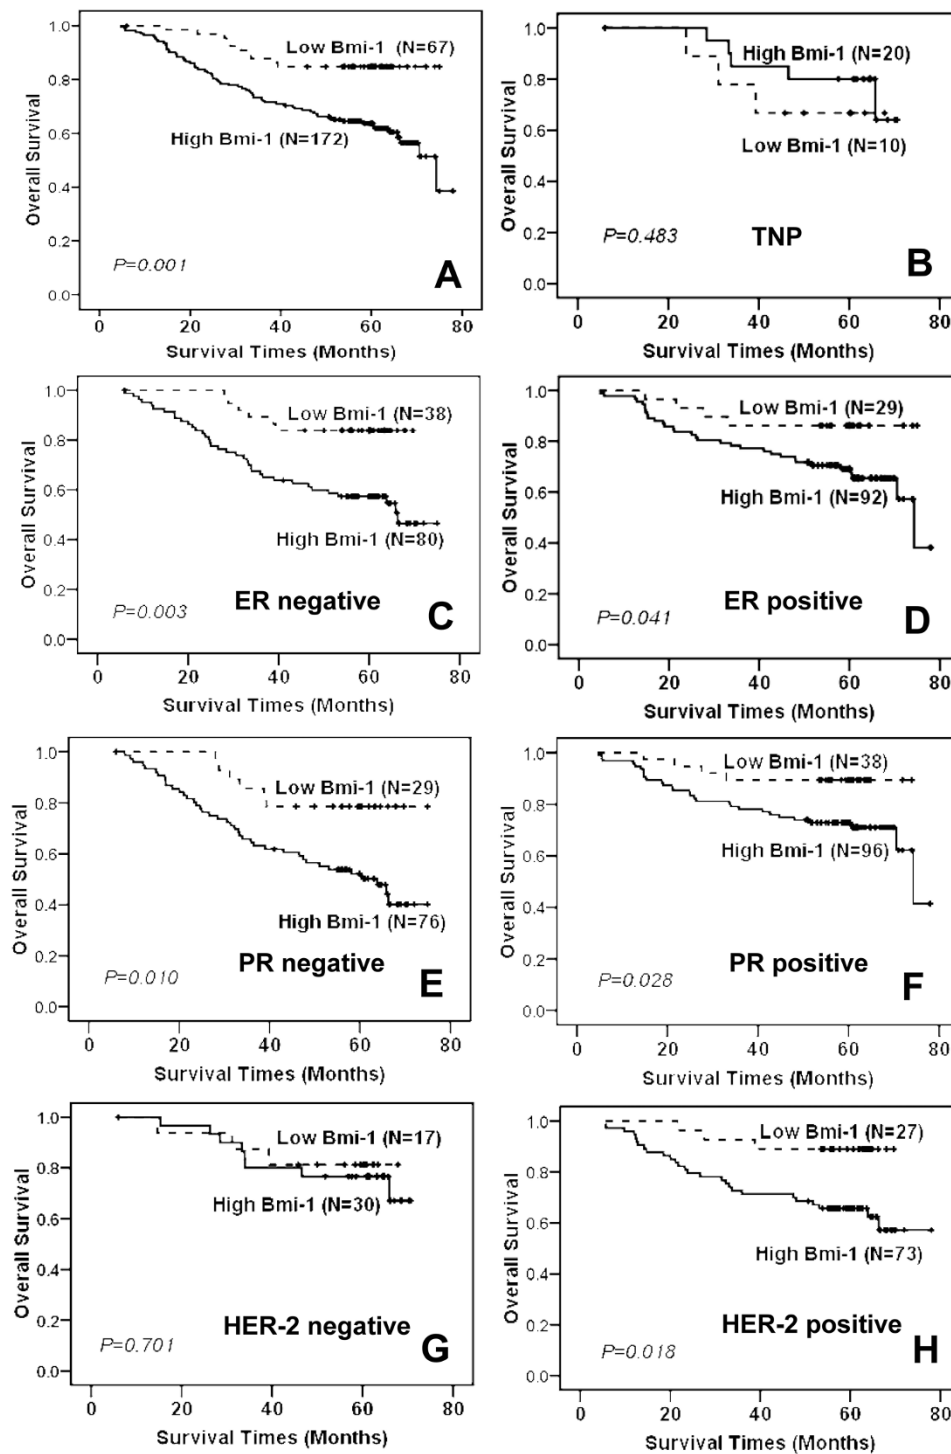 Overall Survival
1.0
0.8
0.6
0.4
0.2
0.0
Low Bmi-1 (N=67)
High Bmi-1 (N=172)
P=0.001
A
0 20 40 60 80
Survival Times (Months)
Overall Survival
1.0
0.8
0.6
0.4
0.2
0.0
High Bmi-1 (N=20)
Low Bmi-1 (N=10)
P=0.483
TNP
B
0 20 40 60 80
Survival Times (Months)
Overall Survival
1.0
0.8
0.6
0.4
0.2
0.0
Low Bmi-1 (N=38)
High Bmi-1 (N=80)
ER negative
P=0.003
C
0 20 40 60 80
Survival Times (Months)
Overall Survival
1.0
0.8
0.6
0.4
0.2
0.0
Low Bmi-1 (N=29)
High Bmi-1 (N=92)
ER positive
P=0.041
D
0 20 40 60 80
Survival Times (Months)
Overall Survival
1.0
0.8
0.6
0.4
0.2
0.0
Low Bmi-1 (N=29)
High Bmi-1 (N=76)
PR negative
P=0.010
E
0 20 40 60 80
Survival Times (Months)
Overall Survival
1.0
0.8
0.6
0.4
0.2
0.0
Low Bmi-1 (N=38)
High Bmi-1 (N=96)
PR positive
P=0.028
F
0 20 40 60 80
Survival Times (Months)
Overall Survival
1.0
0.8
0.6
0.4
0.2
0.0
Low Bmi-1 (N=17)
High Bmi-1 (N=30)
HER-2 negative
P=0.701
G
0 20 40 60 80
Survival Times (Months)
Overall Survival
1.0
0.8
0.6
0.4
0.2
0.0
Low Bmi-1 (N=27)
High Bmi-1 (N=73)
HER-2 positive
P=0.018
H
0 20 40 60 80
Survival Times (Months)